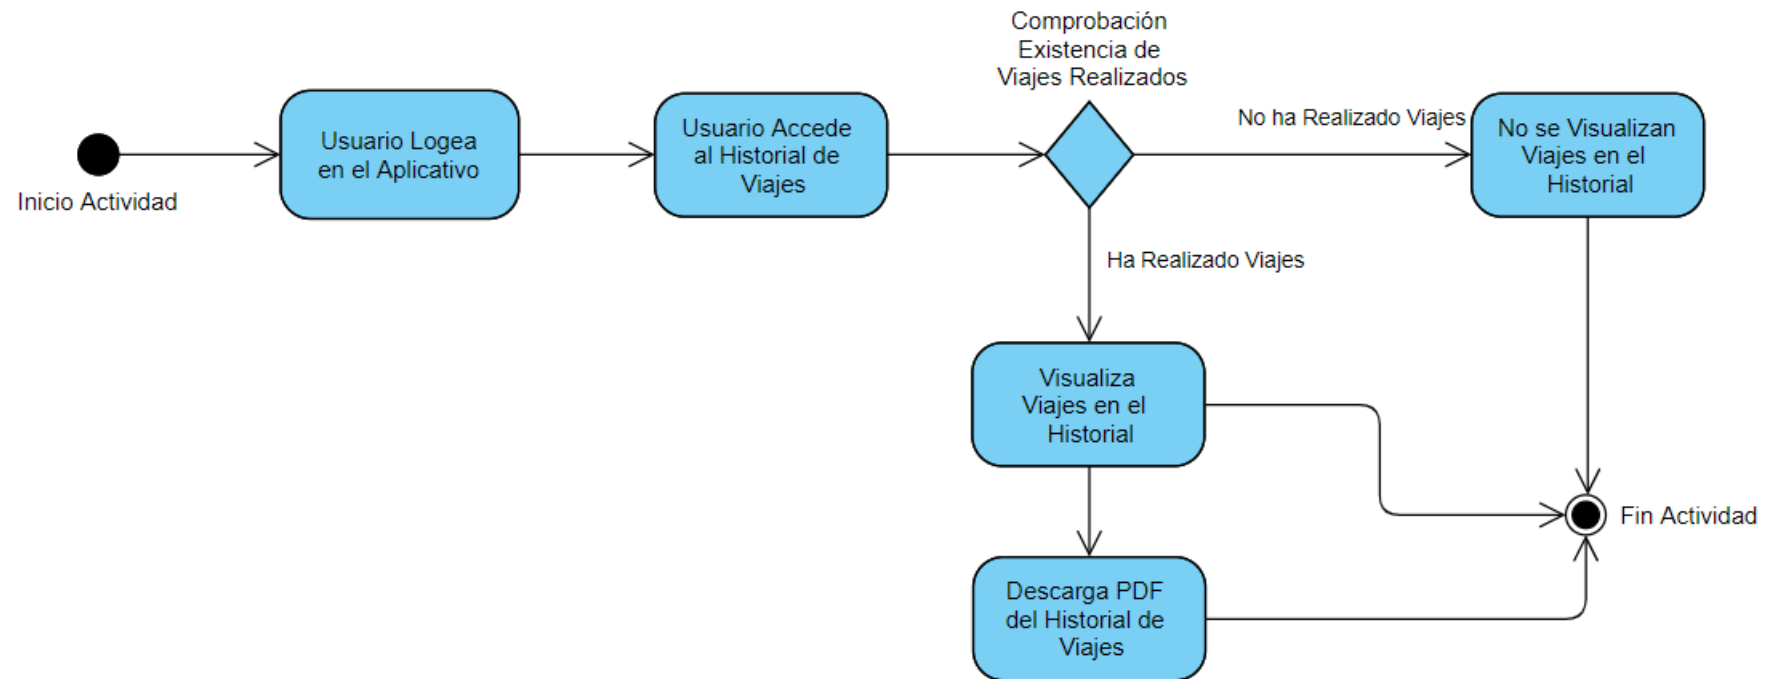 Inicio Actividad
Usuario Logea
en el Aplicativo
Usuario Accede
al Historial de
Viajes
Comprobación
Existencia de
Viajes Realizados
No ha Realizado Viajes
No se Visualizan
Viajes en el
Historial
Ha Realizado Viajes
Visualiza
Viajes en el
Historial
Descarga PDF
del Historial de
Viajes
Fin Actividad